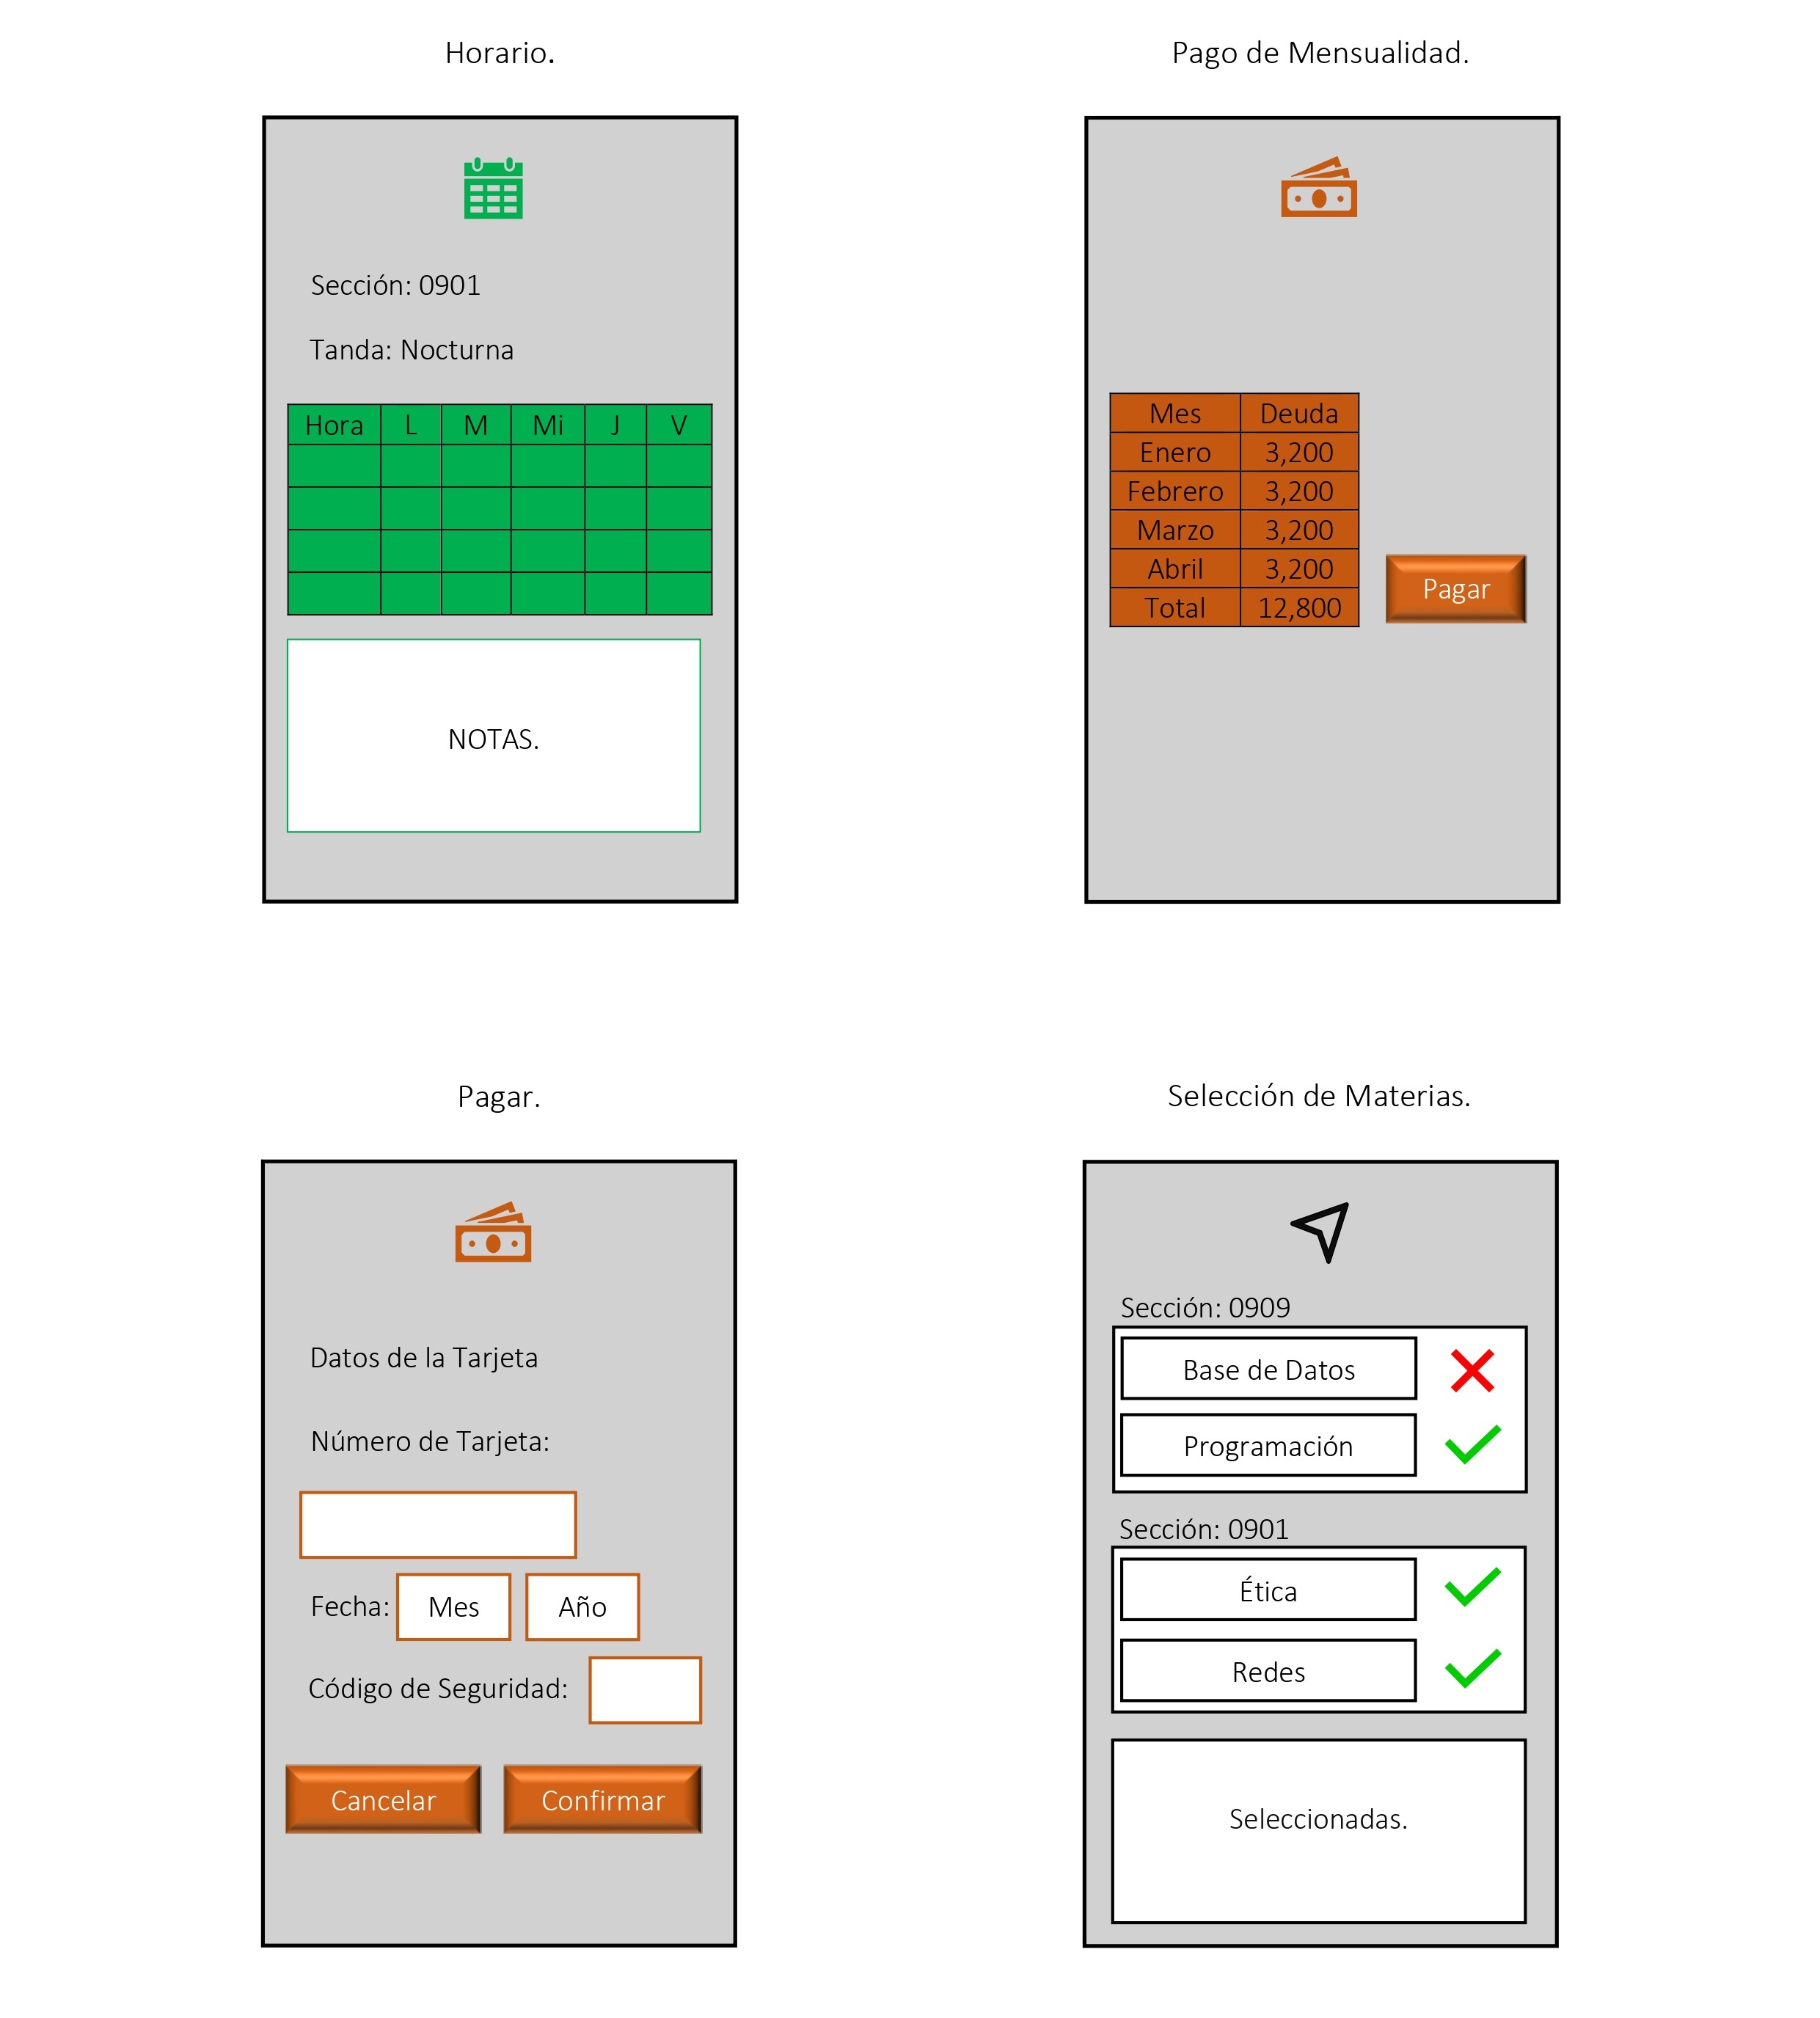 Horario.
Sección: 0901
Tanda: Nocturna
Hora L M Mi J V
NOTAS.
Pago de Mensualidad.
Mes Deuda
Enero 3,200
Febrero 3,200
Marzo 3,200
Abril 3,200
Total 12,800
Pagar
Pagar.
Datos de la Tarjeta
Número de Tarjeta:
Fecha: Mes Año
Código de Seguridad:
Cancelar Confirmar
Selección de Materias.
Sección: 0909
Base de Datos
Programación
Sección: 0901
Ética
Redes
Seleccionadas.